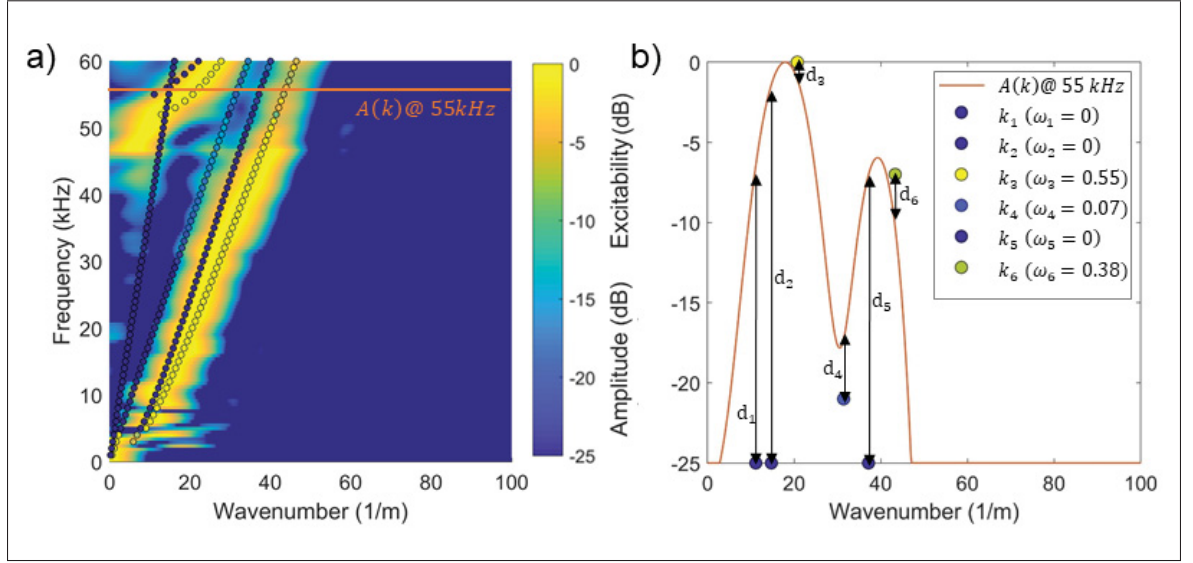 a)
60
50
40
30
20
10
0
Frequency (kHz)
0 20 40 60 80 100
Wavenumber (1/m)
A(k)@ 55kHz
0
-5
-10
-15
-20
-25
Amplitude (dB) Excitability (dB)
b)
0
-5
-10
-15
-20
-25
0 20 40 60 80 100
Wavenumber (1/m)
d₁
d₂
d₃
d₄
d₅
d₆
A(k)@ 55 kHz
k₁ (ω₁ = 0)
k₂ (ω₂ = 0)
k₃ (ω₃ = 0.55)
k₄ (ω₄ = 0.07)
k₅ (ω₅ = 0)
k₆ (ω₆ = 0.38)